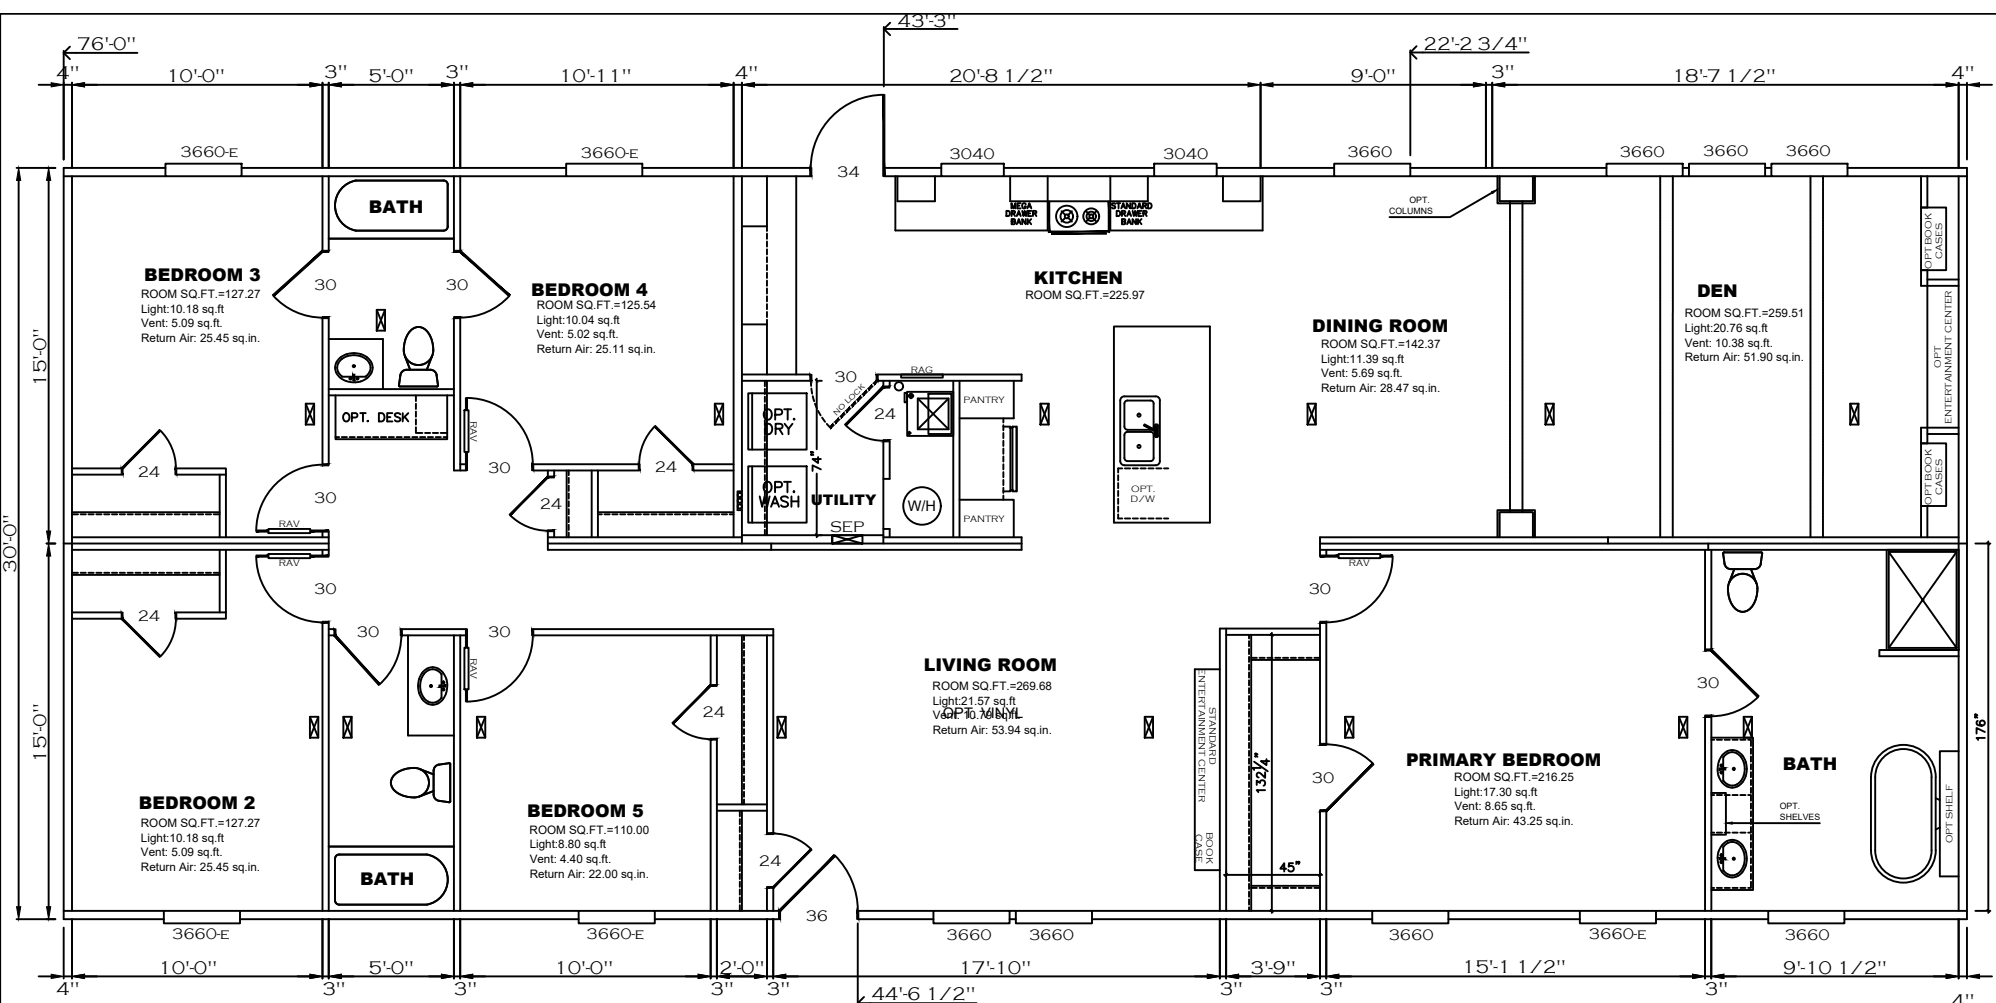 43'-3"
76'-0"
22'-2 3/4"
4"
10'-0"
3"
5'-0"
3"
10'-11"
4"
20'-8 1/2"
9'-0"
3"
18'-7 1/2"
4"
3660-E
3660-E
3040
3040
3660
3660
3660
3660
34
BATH
OPT.
COLUMNS
MEGA
DRAWER
BANK
STANDARD
DRAWER
BANK
OPT BOOK
CASES
BEDROOM 3
ROOM SQ.FT.=127.27
Light:10.18 sq.ft
Vent: 5.09 sq.ft.
Return Air: 25.45 sq.in.
30
30
BEDROOM 4
ROOM SQ.FT.=125.54
Light:10.04 sq.ft
Vent: 5.02 sq.ft.
Return Air: 25.11 sq.in.
KITCHEN
ROOM SQ.FT.=225.97
DINING ROOM
ROOM SQ.FT.=142.37
Light:11.39 sq.ft
Vent: 5.69 sq.ft.
Return Air: 28.47 sq.in.
DEN
ROOM SQ.FT.=259.51
Light:20.76 sq.ft
Vent: 10.38 sq.ft.
Return Air: 51.90 sq.in.
OPT
ENTERTAINMENT CENTER
15'-0"
30'-0"
OPT. DESK
RAV
30
RAG
NO LOCK
24
PANTRY
OPT.
DRY
74"
24
30
24
24
OPT.
WASH
UTILITY
W/H
PANTRY
SEP
OPT.
D/W
OPT BOOK
CASES
30
RAV
RAV
30
24
30
30
RAV
RAV
30
15'-0"
LIVING ROOM
ROOM SQ.FT.=269.68
Light:21.57 sq.ft
OPT. VINYL
Vent: 10.79 sq.ft.
Return Air: 53.94 sq.in.
24
STANDARD
ENTERTAINMENT CENTER
BOOK
CASE
132¼"
45"
30
30
176"
PRIMARY BEDROOM
ROOM SQ.FT.=216.25
Light:17.30 sq.ft
Vent: 8.65 sq.ft.
Return Air: 43.25 sq.in.
BATH
OPT.
SHELVES
OPT SHELF
BEDROOM 2
ROOM SQ.FT.=127.27
Light:10.18 sq.ft
Vent: 5.09 sq.ft.
Return Air: 25.45 sq.in.
BATH
BEDROOM 5
ROOM SQ.FT.=110.00
Light:8.80 sq.ft
Vent: 4.40 sq.ft.
Return Air: 22.00 sq.in.
24
36
3660-E
3660-E
3660
3660
3660
3660-E
3660
4"
10'-0"
3"
5'-0"
3"
10'-0"
3"
2'-0"
3"
17'-10"
3"
3'-9"
3"
15'-1 1/2"
3"
9'-10 1/2"
4"
44'-6 1/2"